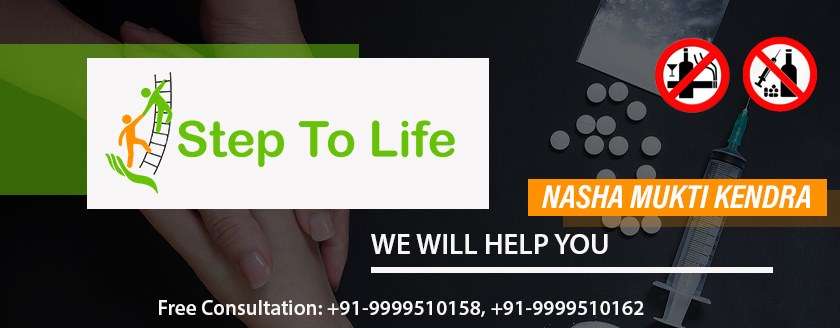 Step To Life
NASHA MUKTI KENDRA
WE WILL HELP YOU
Free Consultation: +91-9999510158, +91-9999510162